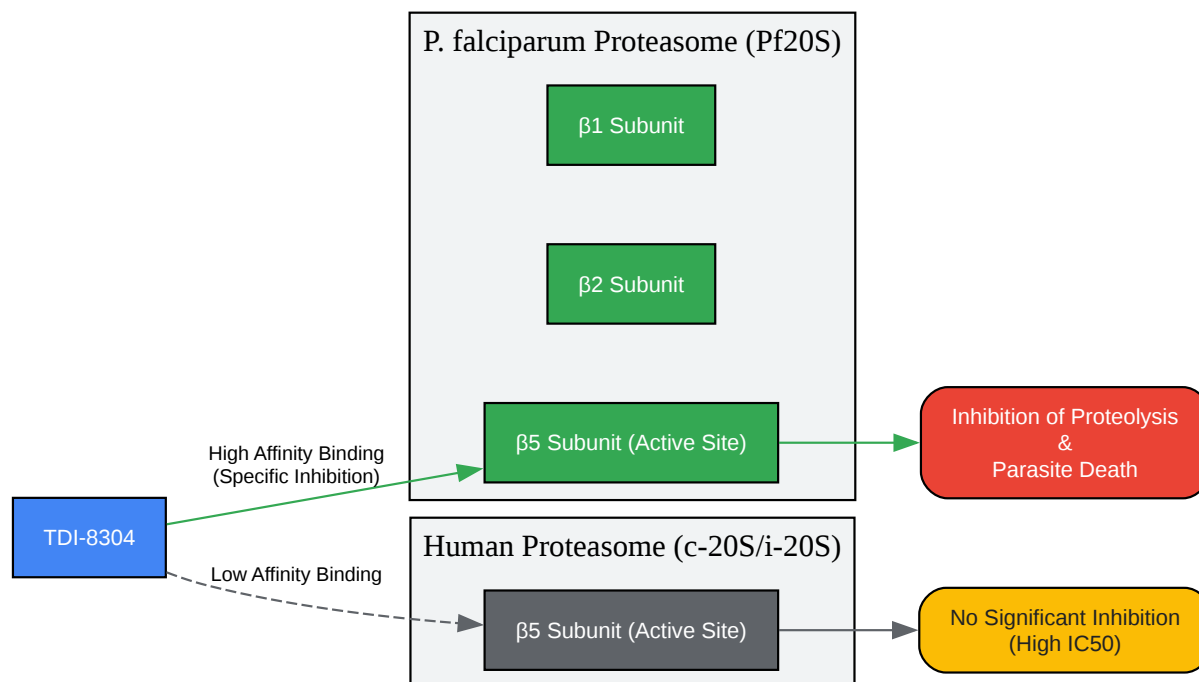 P. falciparum Proteasome (Pf20S)
β1 Subunit
β2 Subunit
β5 Subunit (Active Site)
Inhibition of Proteolysis
&
Parasite Death
High Affinity Binding
(Specific Inhibition)
TDI-8304
Low Affinity Binding
Human Proteasome (c-20S/i-20S)
β5 Subunit (Active Site)
No Significant Inhibition
(High IC50)